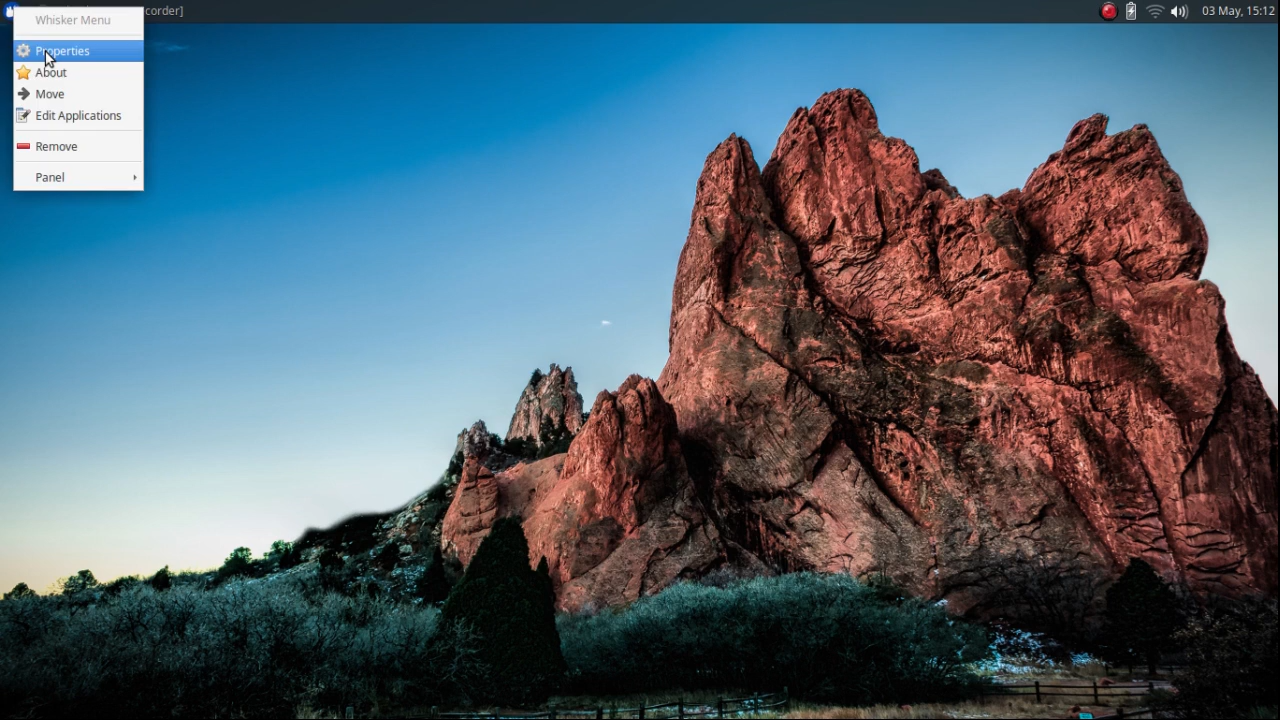 corder]
03 May, 15:12
Whisker Menu
Properties
About
Move
Edit Applications
Remove
Panel